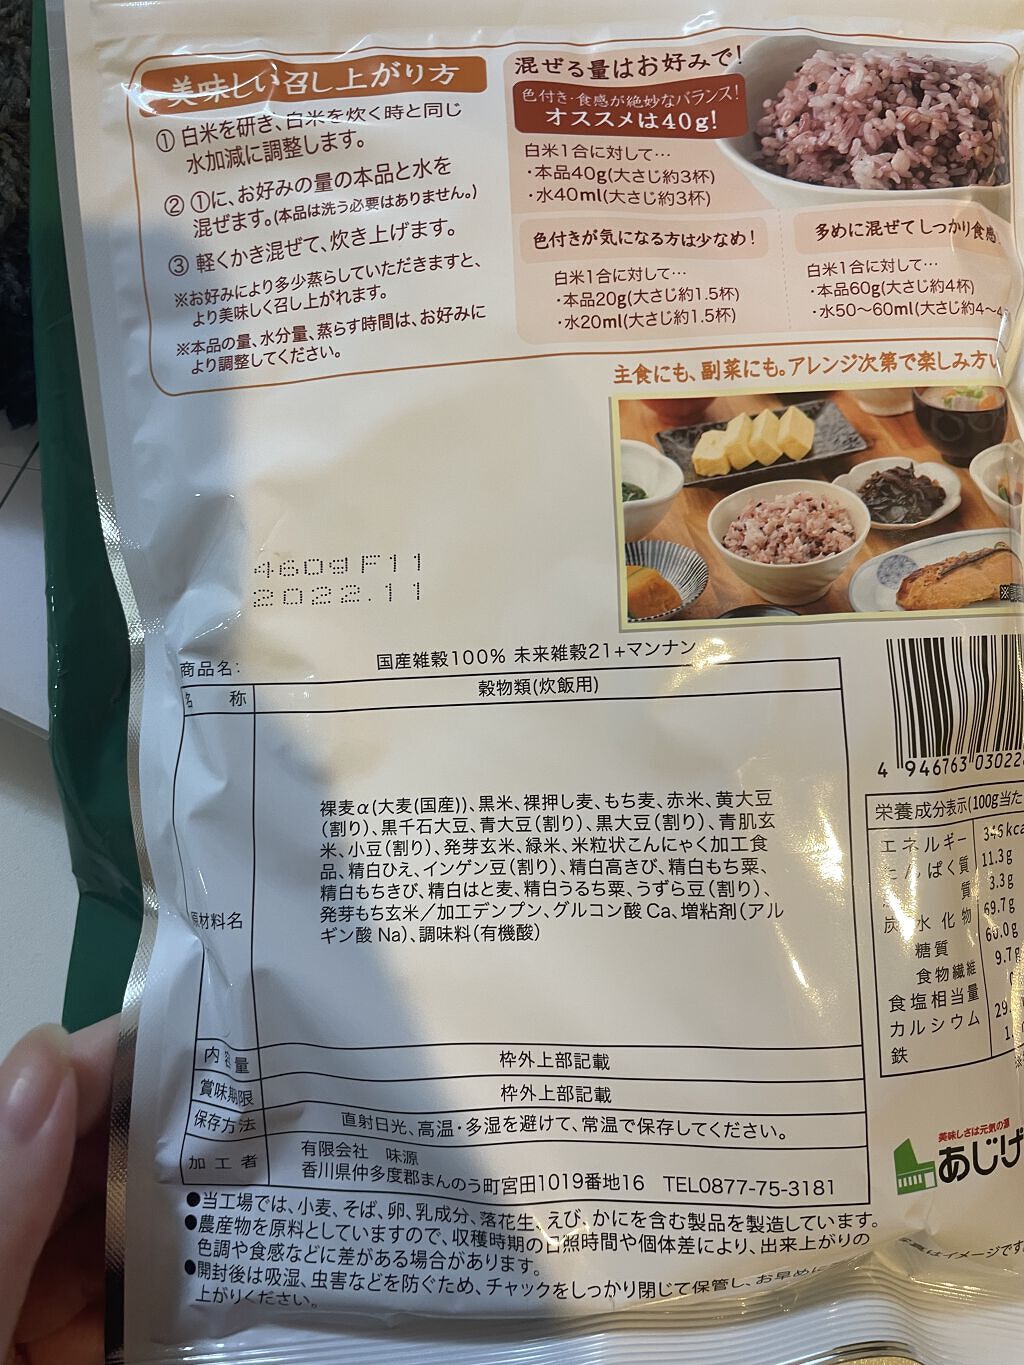 美味しい召し上がり方
① 白米を研ぎ、白米を炊く時と同じ
水加減に調整します。
② ①に、お好みの量の本品と水を
混ぜます。(本品は洗う必要はありません。)
③ 軽くかき混ぜて、炊き上げます。
※お好みにより多少蒸らしていただきますと、
より美味しく召し上がれます。
※本品の量、水分量、蒸らす時間は、お好みに
より調整してください。
混ぜる量はお好みで!
色付き・食感が絶妙なバランス!
オススメは40g!
白米1合に対して…
・本品40g(大さじ約3杯)
・水40ml(大さじ約3杯)
色付きが気になる方は少なめ!
白米1合に対して…
・本品20g(大さじ約1.5杯)
・水20ml(大さじ約1.5杯)
多めに混ぜてしっかり食感
白米1合に対して…
・本品60g(大さじ約4杯)
・水50〜60ml(大さじ約4〜4
主食にも、副菜にも。アレンジ次第で楽しみ方い
460g F11
2022.11
商品名: 国産雑穀100% 未来雑穀21+マンナン
名 称 穀物類(炊飯用)
原材料名
裸麦α(大麦(国産))、黒米、裸押し麦、もち麦、赤米、黄大豆
(割り)、黒千石大豆、青大豆(割り)、黒大豆(割り)、青肌玄
米、小豆(割り)、発芽玄米、緑米、米粒状こんにゃく加工食
品、精白ひえ、インゲン豆(割り)、精白高きび、精白もち粟、
精白もちきび、精白はと麦、精白うるち粟、うずら豆(割り)、
発芽もち玄米/加工デンプン、グルコン酸Ca、増粘剤(アル
ギン酸Na)、調味料(有機酸)
内容量 枠外上部記載
賞味期限 枠外上部記載
保存方法 直射日光、高温・多湿を避けて、常温で保存してください。
加工者 有限会社 味源
香川県仲多度郡まんのう町宮田1019番地16 TEL0877-75-3181
●当工場では、小麦、そば、卵、乳成分、落花生、えび、かにを含む製品を製造しています。
●農産物を原料としていますので、収穫時期の日照時間や個体差により、出来上がりの
色調や食感などに差がある場合があります。
●開封後は吸湿、虫害などを防ぐため、チャックをしっかり閉じて保管し、お早めに
上がりください。
4 946763 03022
栄養成分表示(100g当た
エネルギー 346kca
たんぱく質 11.3g
質 3.3g
炭水化物 69.7g
糖質 60.0g
食物繊維 9.7g
食塩相当量
カルシウム 29.
鉄 1.
美味しさは元気の源
あじげ
はイメージです